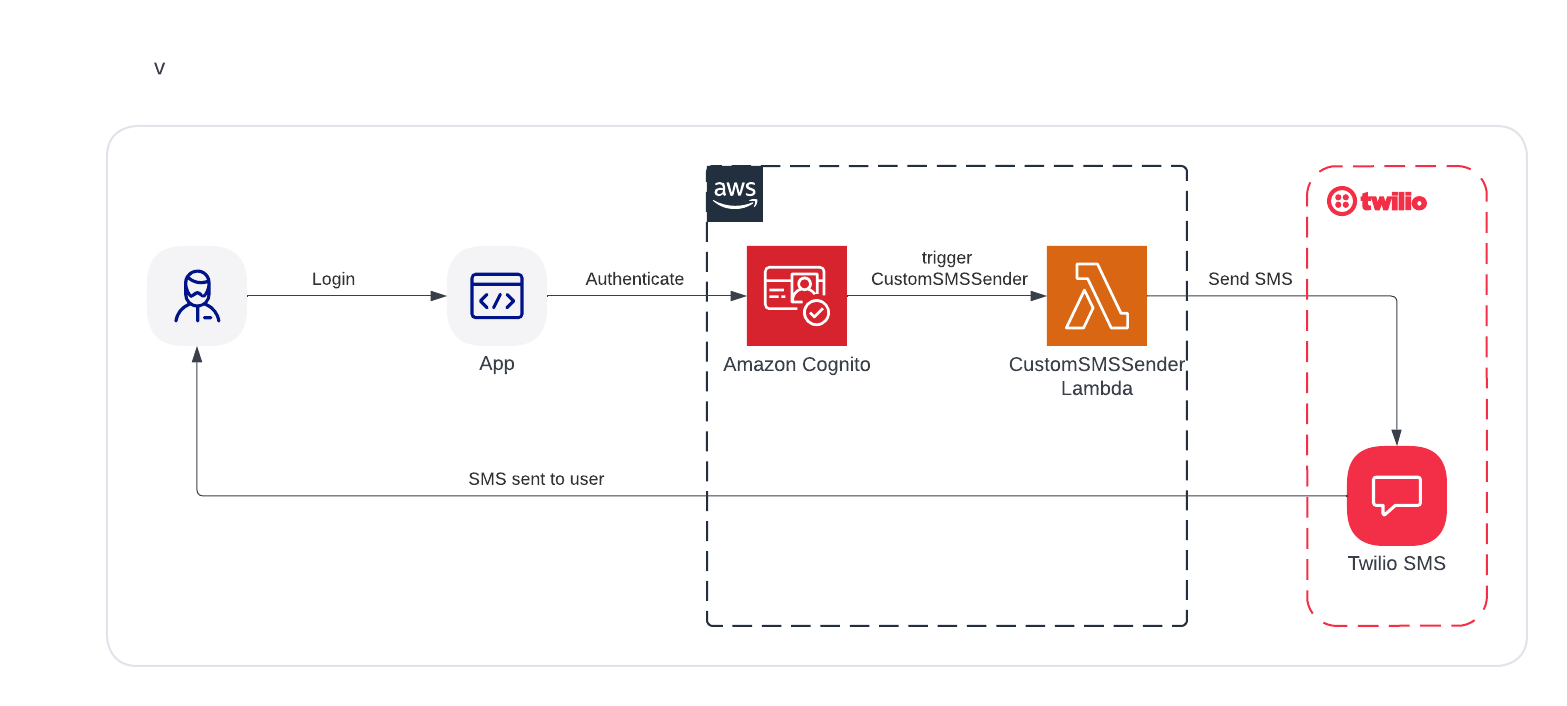 v
aws
twilio
trigger
Login
Authenticate
CustomSMSSender
Send SMS
App
Amazon Cognito
CustomSMSSender
Lambda
SMS sent to user
Twilio SMS